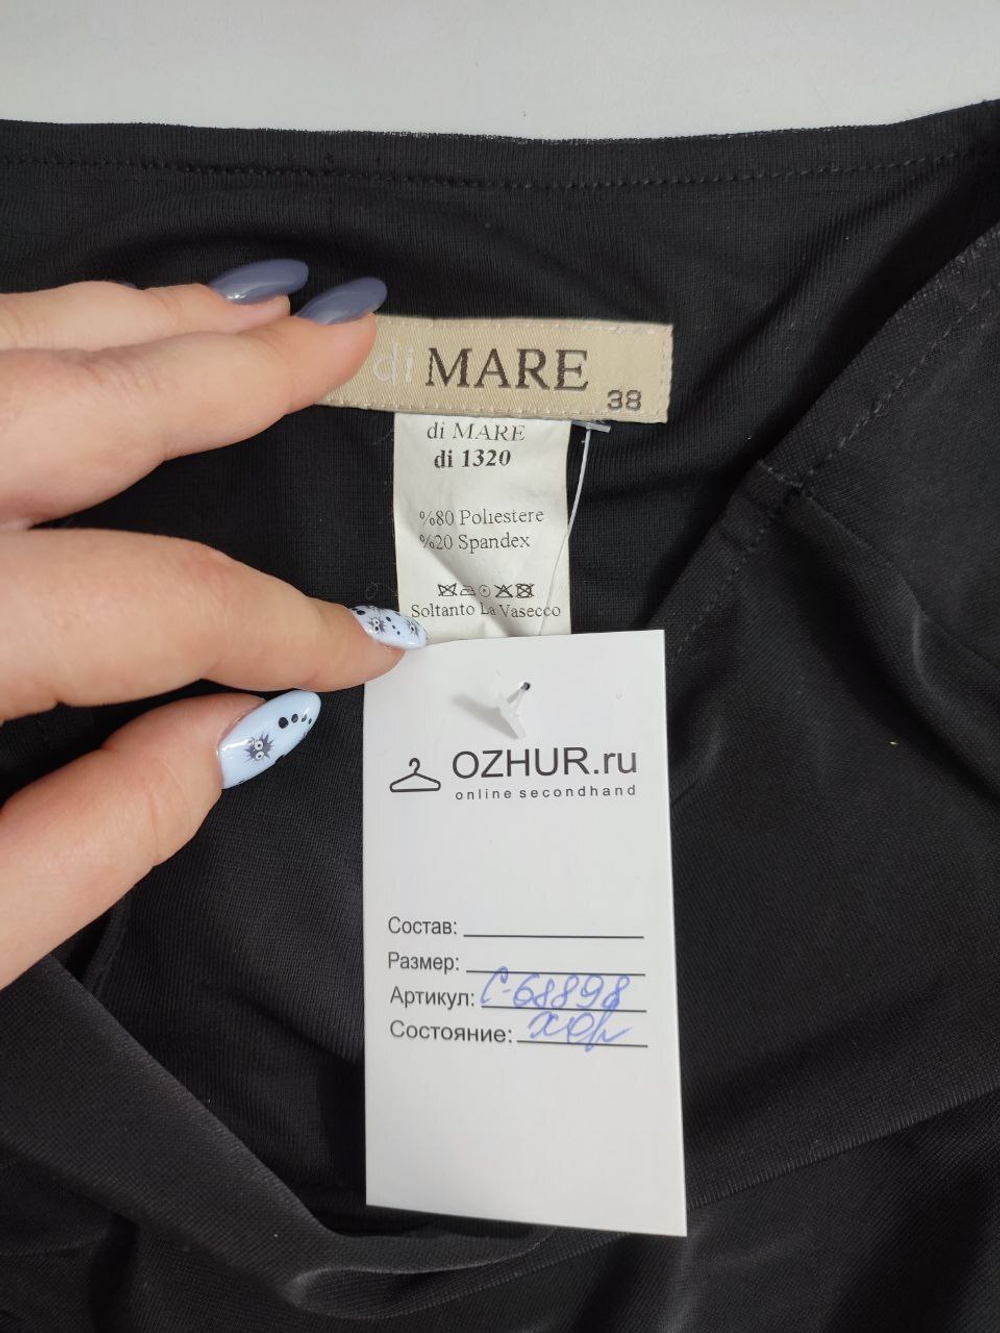 di MARE
38
di MARE
di 1320
%80 Poliestere
%20 Spandex
Soltanto La Vasecco
OZHUR.ru
online secondhand
Состав:
Размер:
Артикул: С-68898
Состояние: хор